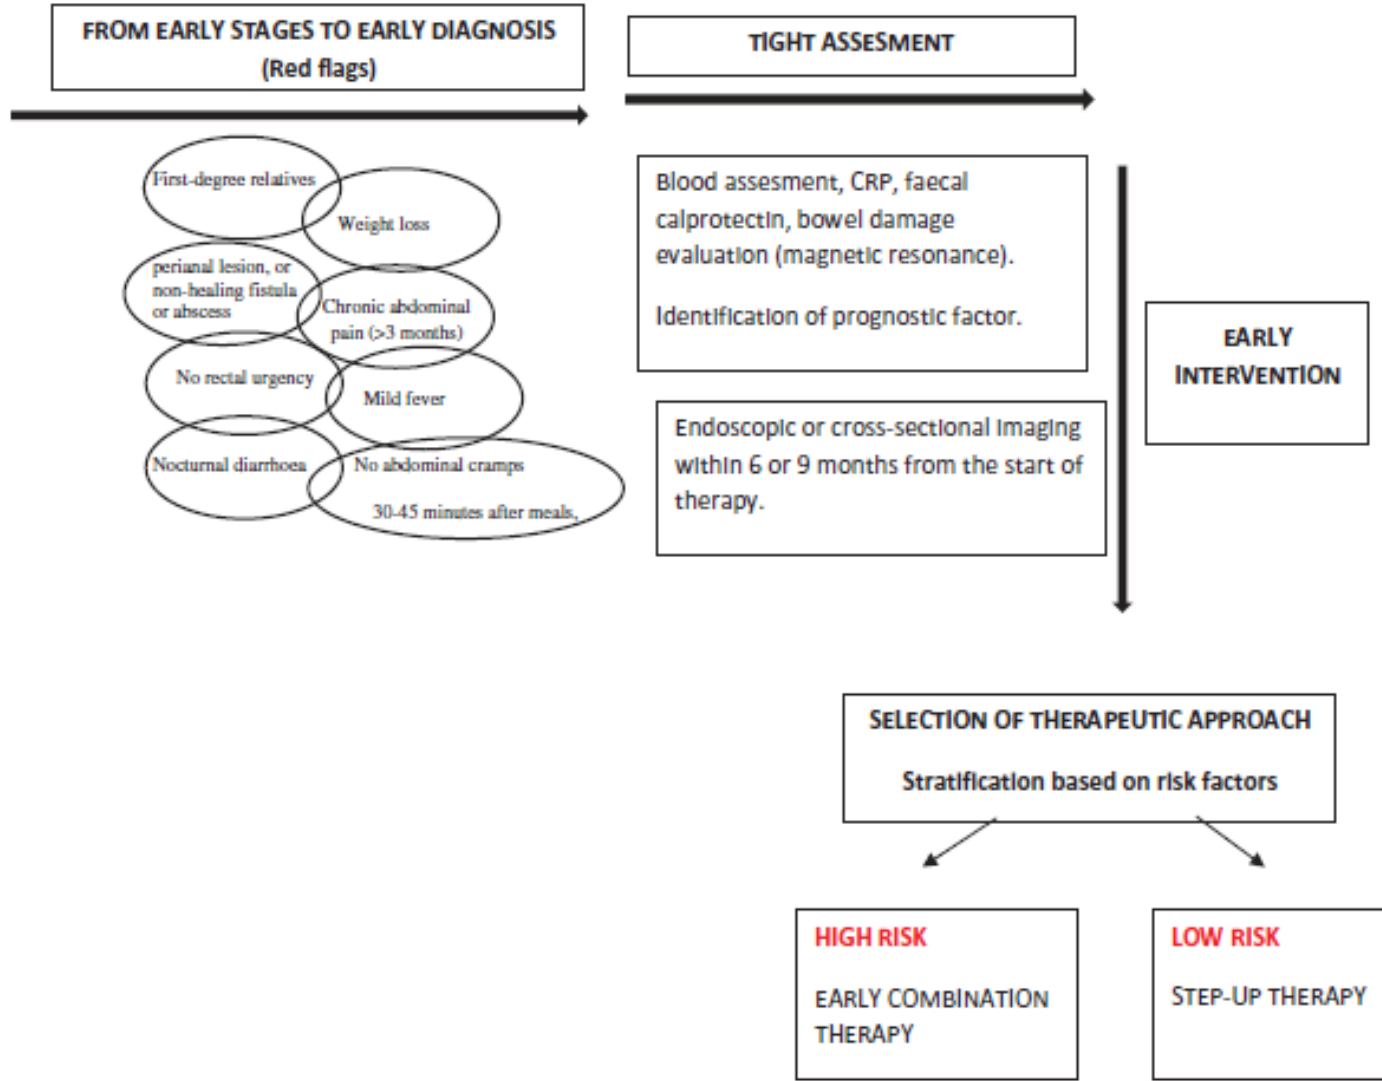 FROM EARLY STAGES TO EARLY DIAGNOSIS
(Red flags)
First-degree relatives
Weight loss
perianal lesion, or
non-healing fistula
or abscess
Chronic abdominal
pain (>3 months)
No rectal urgency
Mild fever
Nocturnal diarrhoea
No abdominal cramps
30-45 minutes after meals,
TIGHT ASSESMENT
Blood assesment, CRP, faecal
calprotectin, bowel damage
evaluation (magnetic resonance).
Identification of prognostic factor.
Endoscopic or cross-sectional imaging
within 6 or 9 months from the start of
therapy.
EARLY
INTERVENTION
SELECTION OF THERAPEUTIC APPROACH
Stratification based on risk factors
HIGH RISK
EARLY COMBINATION
THERAPY
LOW RISK
STEP-UP THERAPY